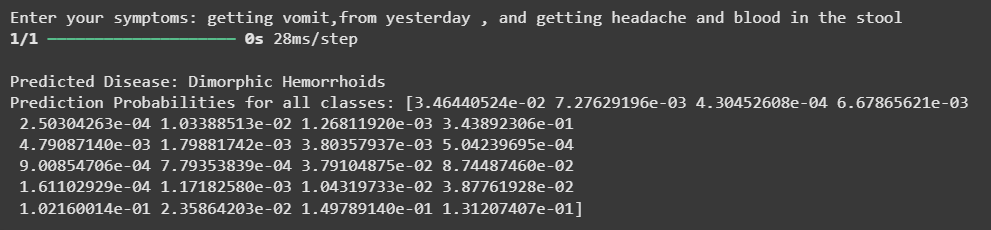 Enter your symptoms: getting vomit,from yesterday , and getting headache and blood in the stool
1/1 ━━━━━━━━━━━━━━━━━━━━ 0s 28ms/step
Predicted Disease: Dimorphic Hemorrhoids
Prediction Probabilities for all classes: [3.46440524e-02 7.27629196e-03 4.30452608e-04 6.67865621e-03
2.50304263e-04 1.03388513e-02 1.26811920e-03 3.43892306e-01
4.79087140e-03 1.79881742e-03 3.80357937e-03 5.04239695e-04
9.00854706e-04 7.79353839e-04 3.79104875e-02 8.74487460e-02
1.61102929e-04 1.17182580e-03 1.04319733e-02 3.87761928e-02
1.02160014e-01 2.35864203e-02 1.49789140e-01 1.31207407e-01]